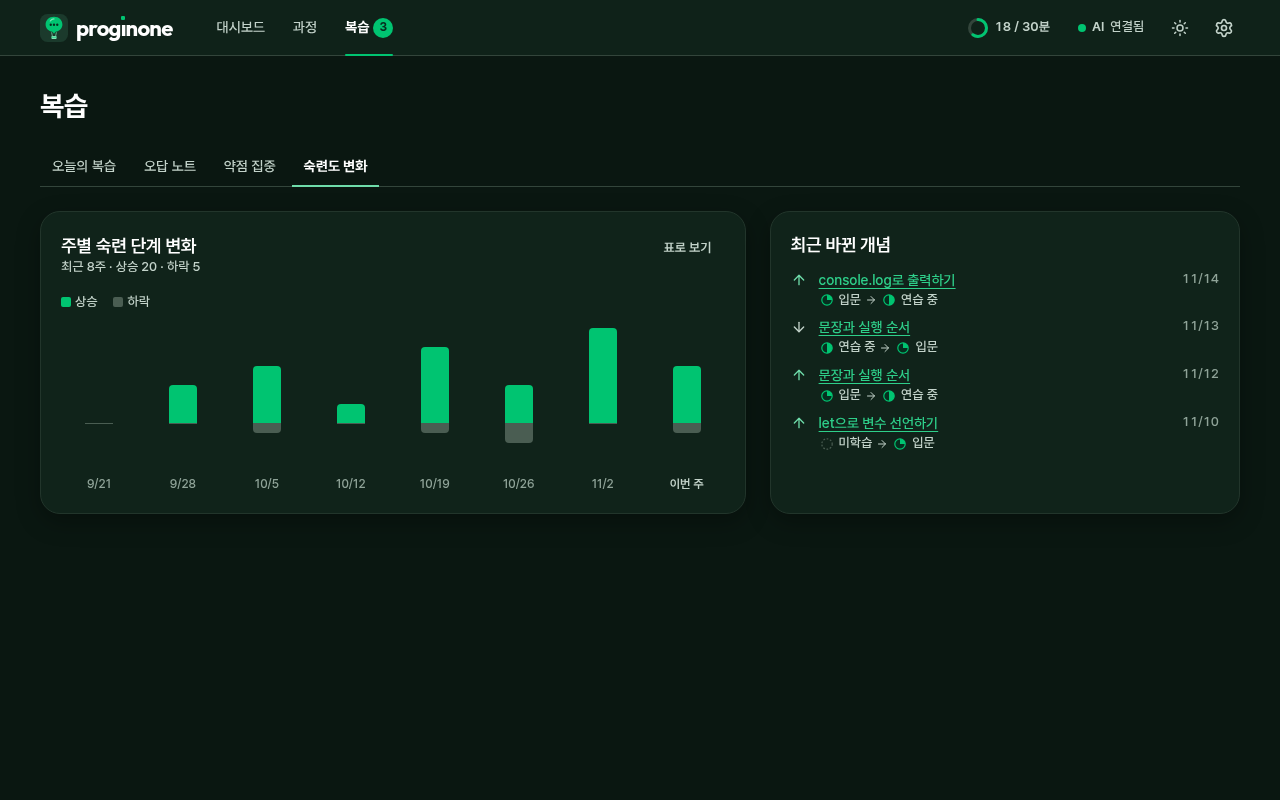 proginone
대시보드
과정
복습 3
18 / 30분
AI 연결됨
복습
오늘의 복습
오답 노트
약점 집중
숙련도 변화
주별 숙련 단계 변화
최근 8주 · 상승 20 · 하락 5
표로 보기
상승
하락
9/21
9/28
10/5
10/12
10/19
10/26
11/2
이번 주
최근 바뀐 개념
console.log로 출력하기 11/14
입문 → 연습 중
문장과 실행 순서 11/13
연습 중 → 입문
문장과 실행 순서 11/12
입문 → 연습 중
let으로 변수 선언하기 11/10
미학습 → 입문